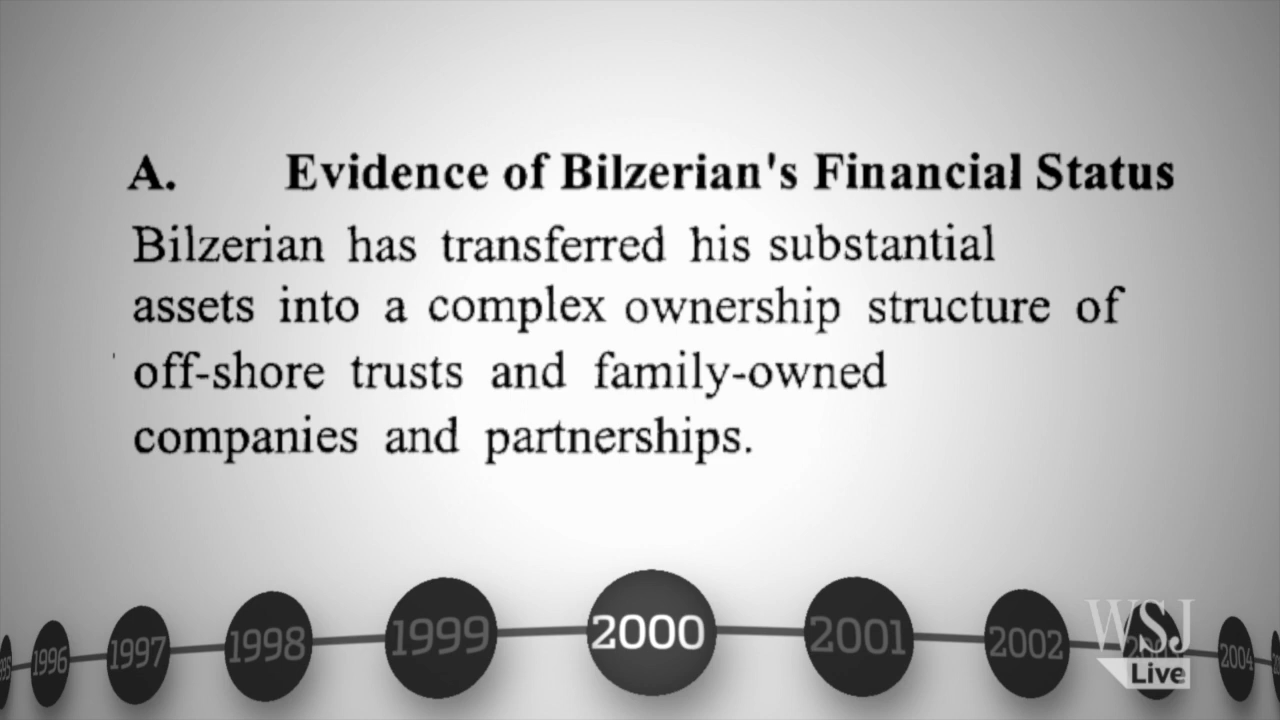 A. Evidence of Bilzerian's Financial Status
Bilzerian has transferred his substantial
assets into a complex ownership structure of
off-shore trusts and family-owned
companies and partnerships.
1996 1997 1998 1999 2000 2001 2002 2004
WSJ
Live